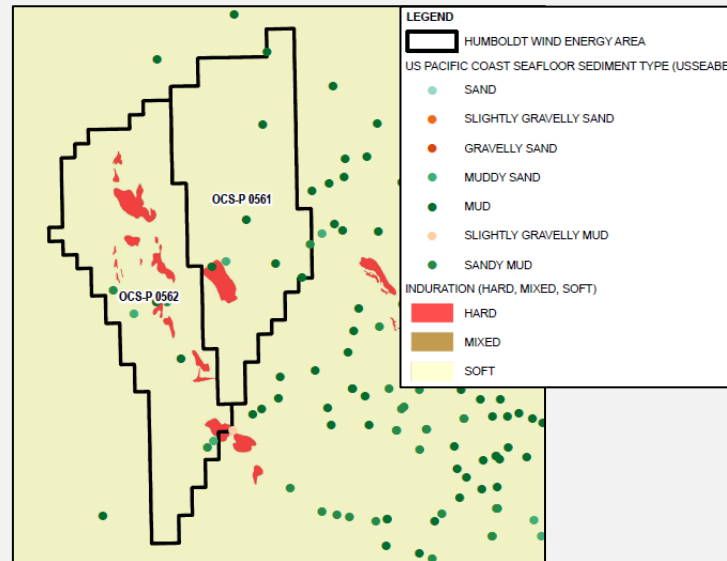 LEGEND
HUMBOLDT WIND ENERGY AREA
US PACIFIC COAST SEAFLOOR SEDIMENT TYPE (USSEABE
SAND
SLIGHTLY GRAVELLY SAND
GRAVELLY SAND
MUDDY SAND
MUD
SLIGHTLY GRAVELLY MUD
SANDY MUD
INDURATION (HARD, MIXED, SOFT)
HARD
MIXED
SOFT
OCS-P 0561
OCS-P 0562